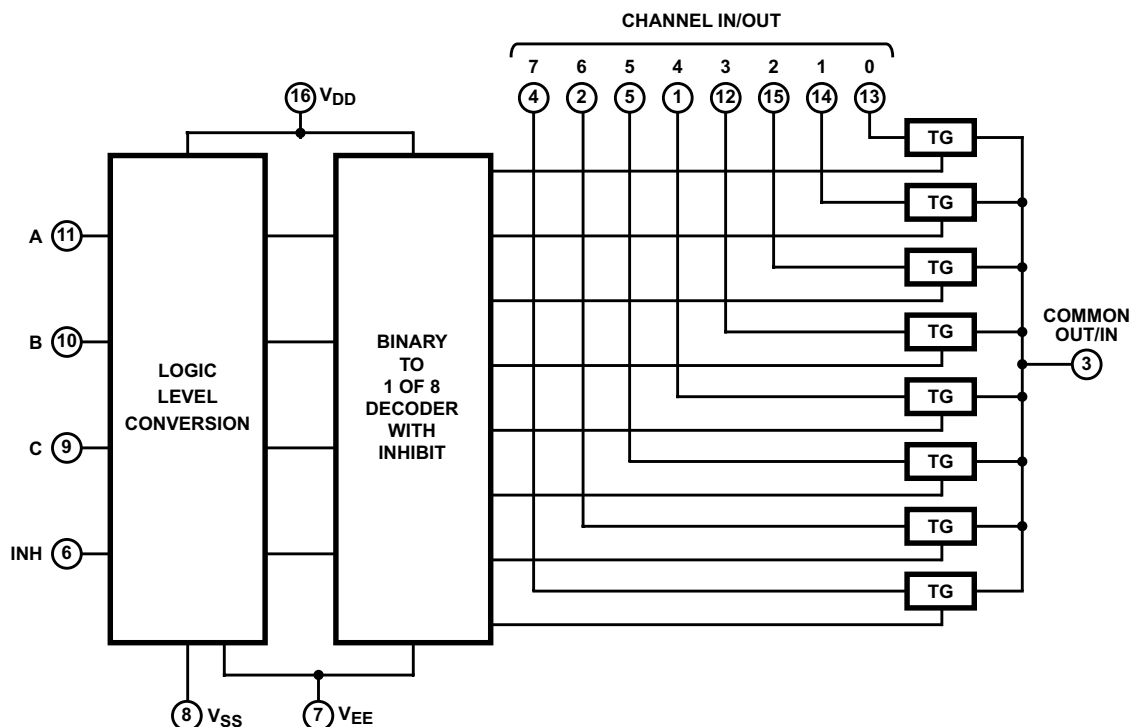 CHANNEL IN/OUT
7 6 5 4 3 2 1 0
4 2 5 1 12 15 14 13
16 VDD
TG
TG
A 11
TG
B 10
TG
COMMON
OUT/IN
3
LOGIC
LEVEL
CONVERSION
BINARY
TO
1 OF 8
DECODER
WITH
INHIBIT
TG
C 9
TG
TG
INH 6
TG
8 VSS
7 VEE